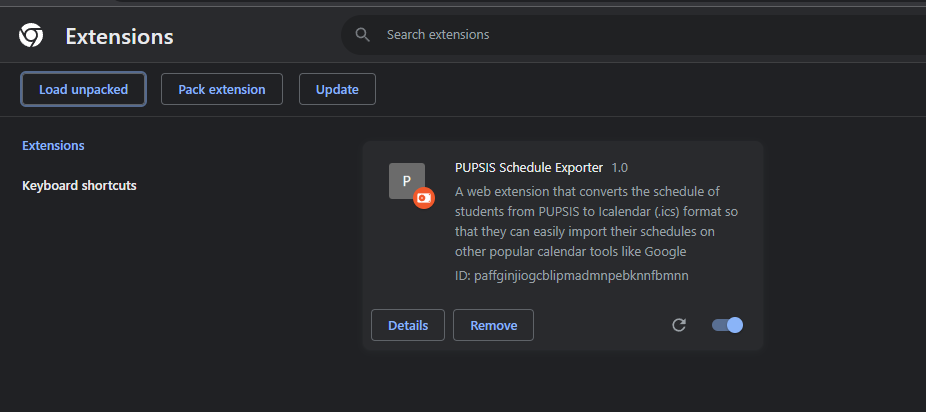 Extensions
Search extensions
Load unpacked
Pack extension
Update
Extensions
Keyboard shortcuts
P
PUPSIS Schedule Exporter 1.0
A web extension that converts the schedule of
students from PUPSIS to Icalendar (.ics) format so
that they can easily import their schedules on
other popular calendar tools like Google
ID: paffginjiogcblipmadmnpebknnfbmnn
Details
Remove